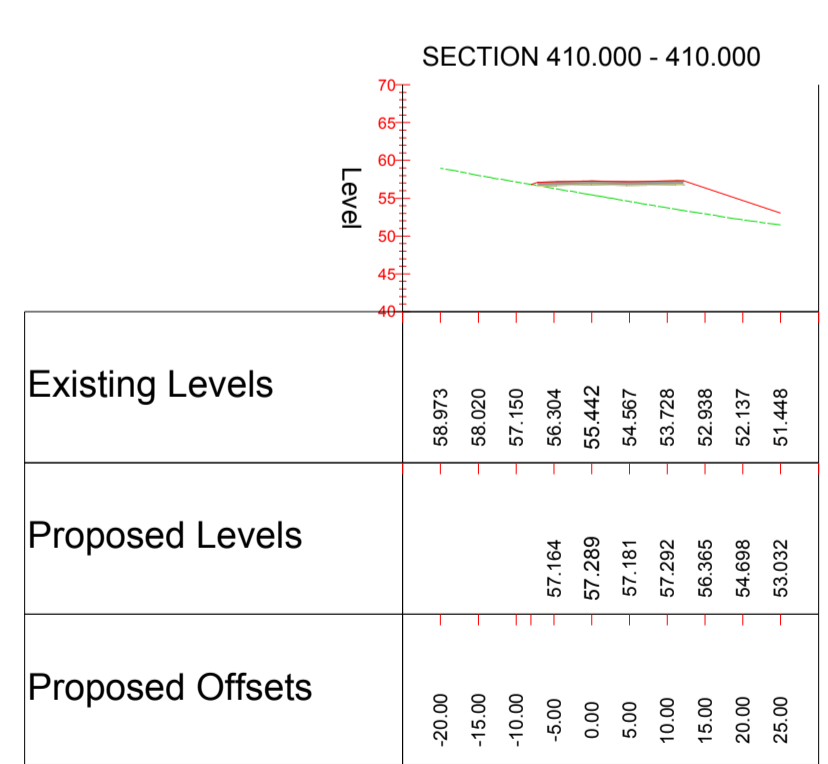 SECTION 410.000 - 410.000
70
65
60
55
50
45
40
Level
Existing Levels
58.973 58.020 57.150 56.304 55.442 54.567 53.728 52.938 52.137 51.448
Proposed Levels
57.164 57.289 57.181 57.292 56.365 54.698 53.032
Proposed Offsets
-20.00 -15.00 -10.00 -5.00 0.00 5.00 10.00 15.00 20.00 25.00